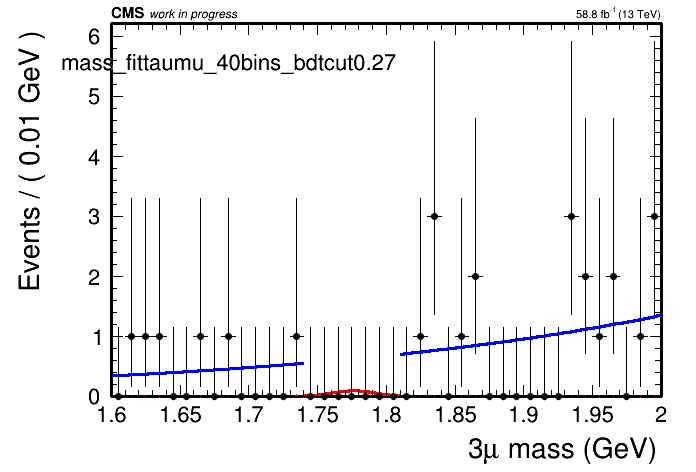 CMS work in progress 58.8 fb⁻¹ (13 TeV)
mass_fittaumu_40bins_bdtcut0.27
Events / ( 0.01 GeV )
6
5
4
3
2
1
0
1.6 1.65 1.7 1.75 1.8 1.85 1.9 1.95 2
3μ mass (GeV)